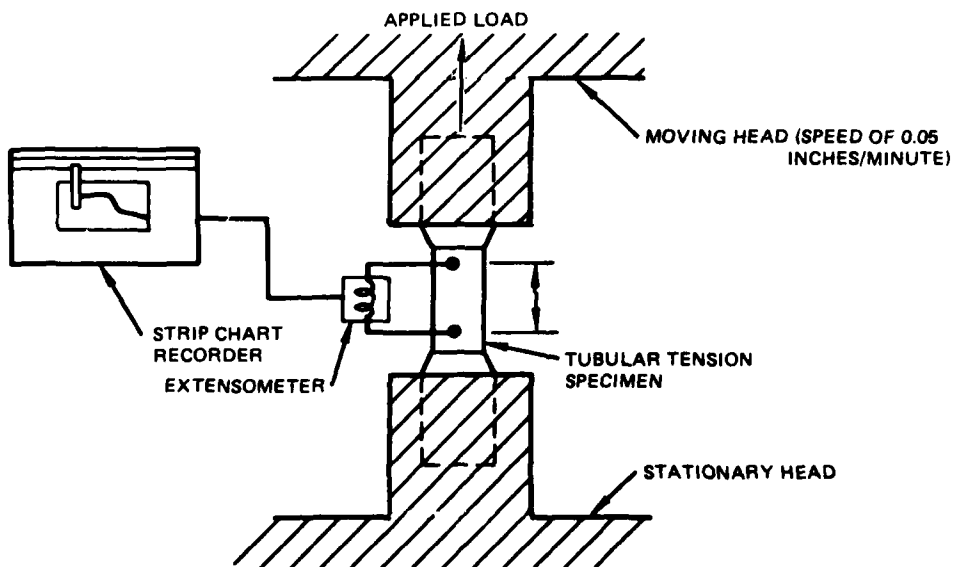 APPLIED LOAD
MOVING HEAD (SPEED OF 0.05
INCHES/MINUTE)
STRIP CHART
RECORDER
EXTENSOMETER
TUBULAR TENSION
SPECIMEN
STATIONARY HEAD